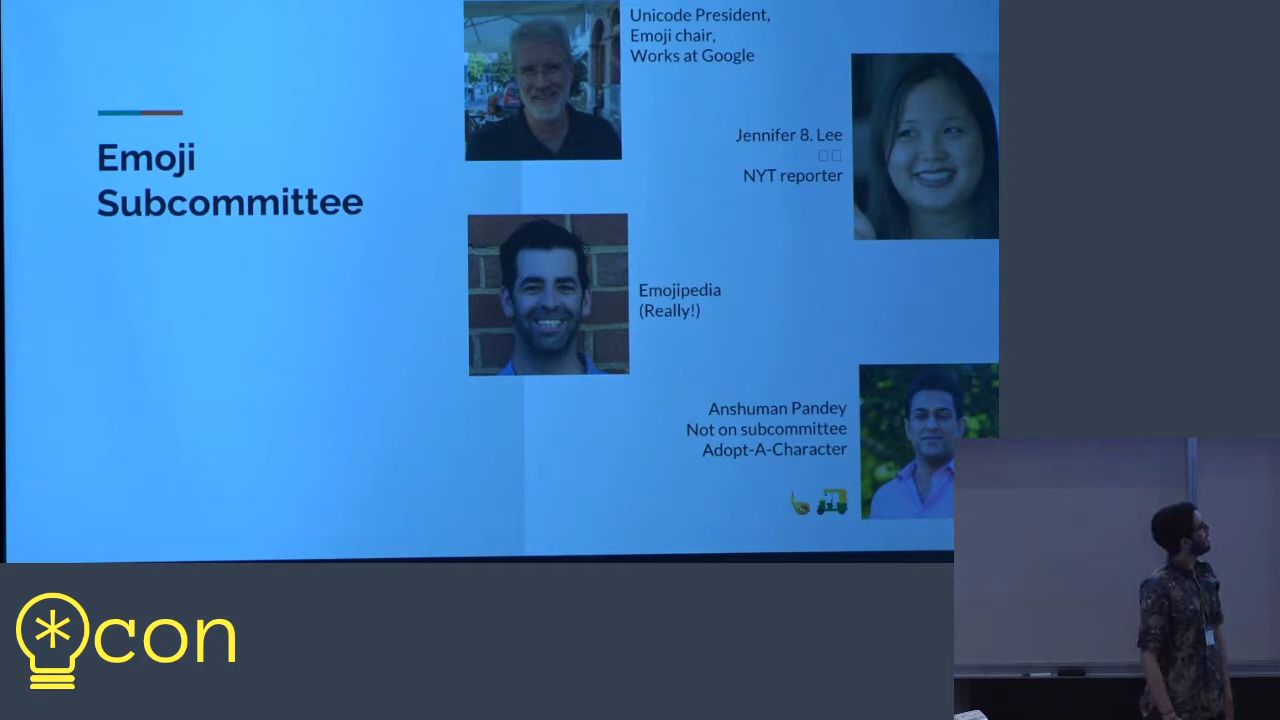 Unicode President,
Emoji chair,
Works at Google
Emoji
Subcommittee
Jennifer 8. Lee
NYT reporter
Emojipedia
(Really!)
Anshuman Pandey
Not on subcommittee
Adopt-A-Character
*con